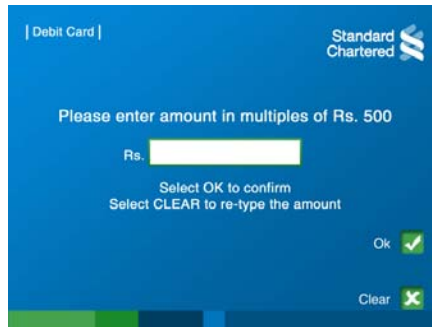 | Debit Card |
Standard
Chartered
Please enter amount in multiples of Rs. 500
Rs.
Select OK to confirm
Select CLEAR to re-type the amount
Ok
Clear